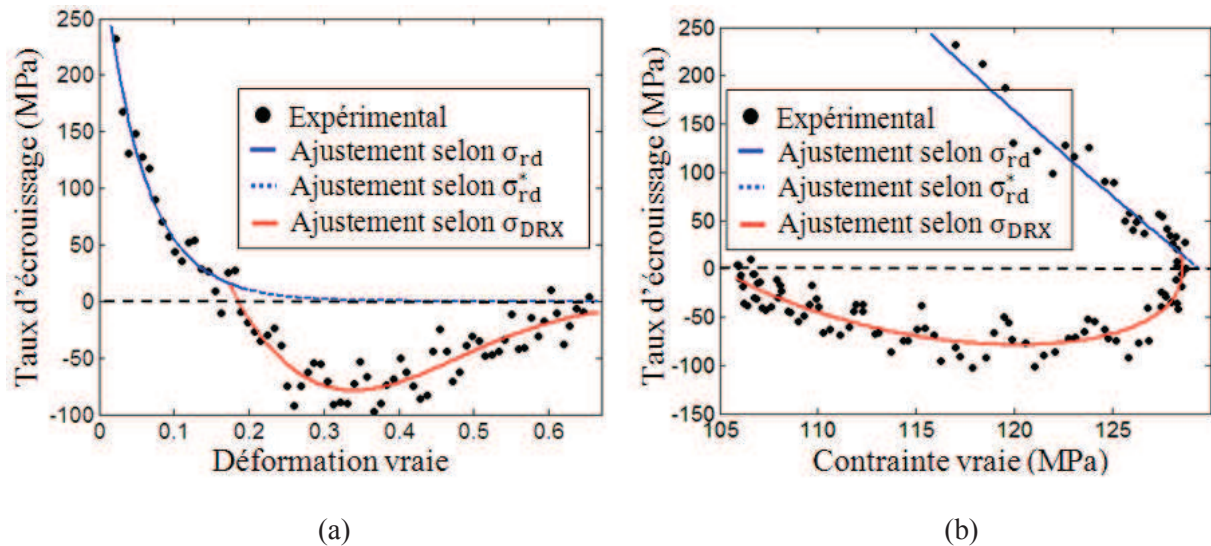 250
200
150
100
50
0
-50
-100
0 0.1 0.2 0.3 0.4 0.5 0.6
Taux d'écrouissage (MPa)
Déformation vraie
Expérimental
Ajustement selon σrd
Ajustement selon σ*rd
Ajustement selon σDRX
(a)
250
200
150
100
50
0
-50
-100
-150
105 110 115 120 125
Taux d'écrouissage (MPa)
Contrainte vraie (MPa)
Expérimental
Ajustement selon σrd
Ajustement selon σ*rd
Ajustement selon σDRX
(b)